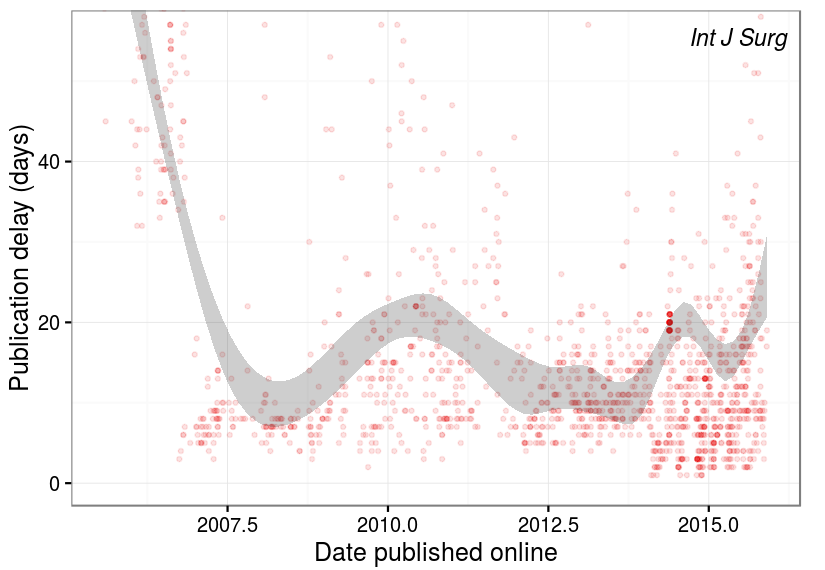 Int J Surg
Publication delay (days)
40
20
0
2007.5
2010.0
2012.5
2015.0
Date published online